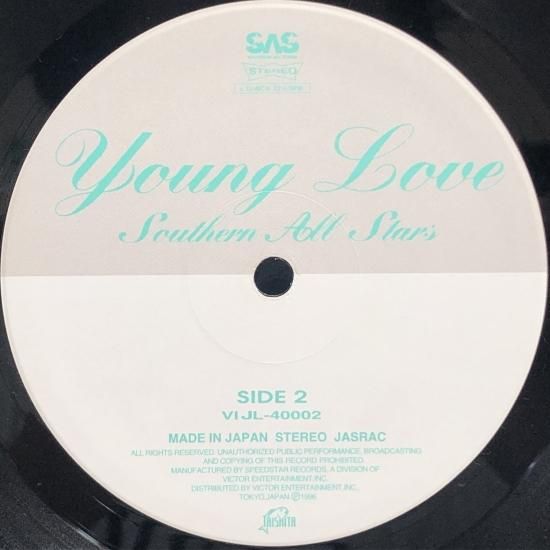 SAS
STEREO
Young Love
Southern All Stars
SIDE 2
VIJL-40002
MADE IN JAPAN STEREO JASRAC
ALL RIGHTS RESERVED. UNAUTHORIZED PUBLIC PERFORMANCE, BROADCASTING
AND COPYING OF THIS RECORD PROHIBITED.
MANUFACTURED BY SPEEDSTAR RECORDS, A DIVISION OF
VICTOR ENTERTAINMENT, INC.
DISTRIBUTED BY VICTOR ENTERTAINMENT, INC.,
TOKYO, JAPAN ℗1996
TAISHITA